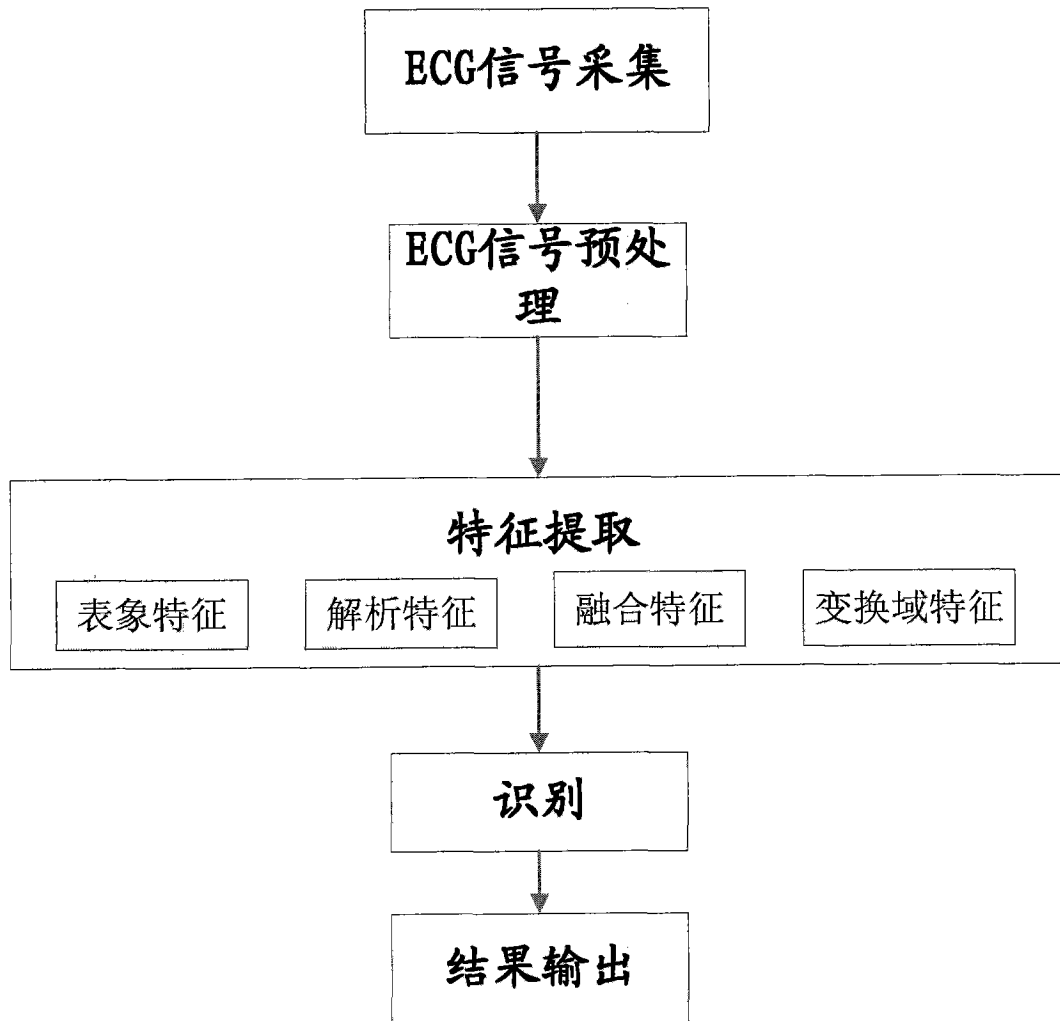 ECG信号采集
ECG信号预处
理
特征提取
表象特征
解析特征
融合特征
变换域特征
识别
结果输出